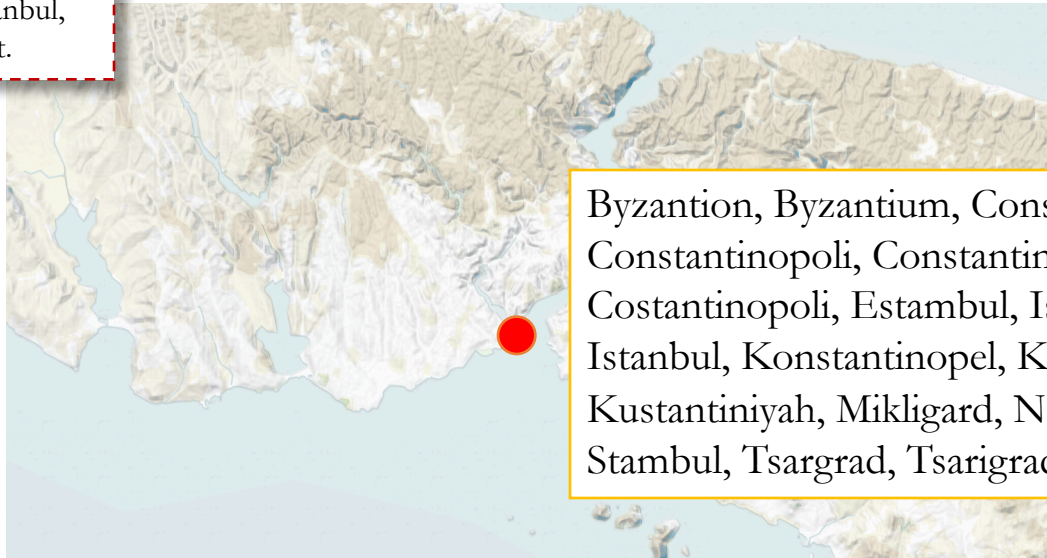 Byzantion, Byzantium,
Constantinopoli,
Costantinopoli, Estambul,
Istanbul, Konstantinopel,
Kustantiniyah, Mikligard,
Stambul, Tsargrad,